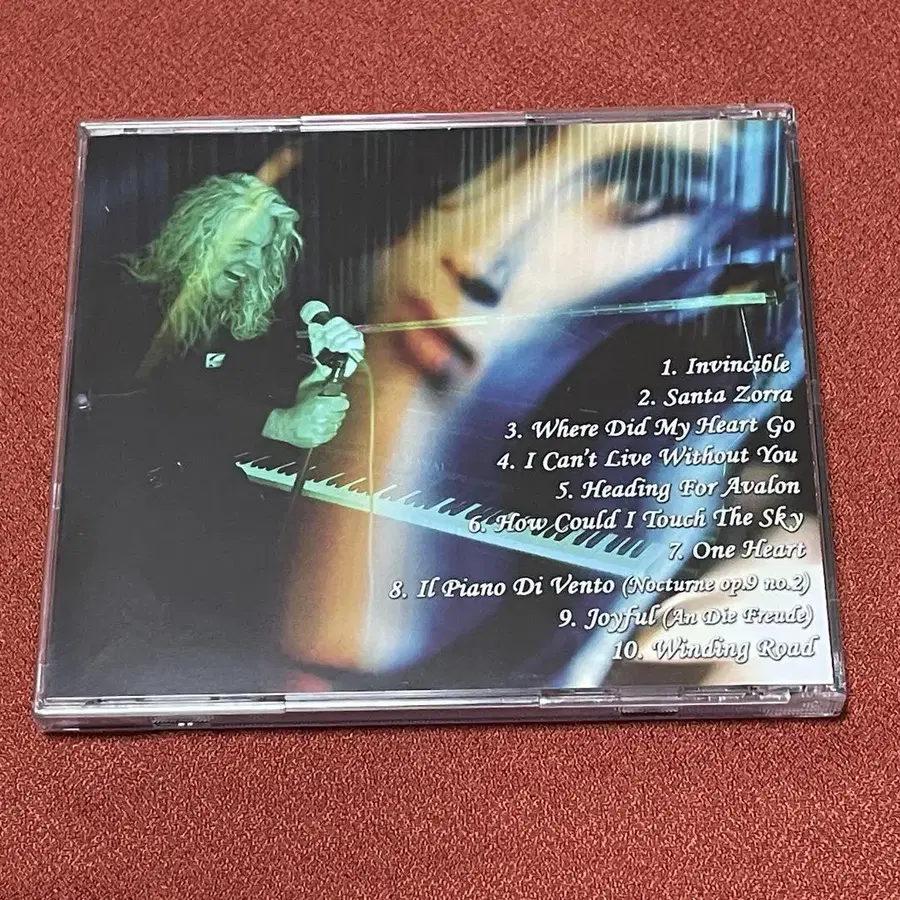 1. Invincible
2. Santa Zorra
3. Where Did My Heart Go
4. I Can't Live Without You
5. Heading For Avalon
6. How Could I Touch The Sky
7. One Heart
8. Il Piano Di Vento (Nocturne op.9 no.2)
9. Joyful (An Die Freude)
10. Winding Road